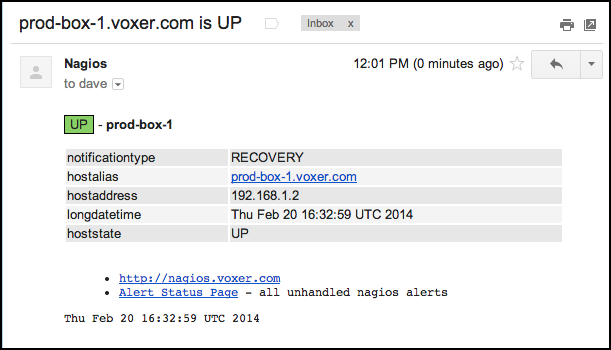 prod-box-1.voxer.com is UP Inbox x
Nagios 12:01 PM (0 minutes ago)
to dave
UP - prod-box-1
notificationtype RECOVERY
hostalias prod-box-1.voxer.com
hostaddress 192.168.1.2
longdatetime Thu Feb 20 16:32:59 UTC 2014
hoststate UP
• http://nagios.voxer.com
• Alert Status Page - all unhandled nagios alerts
Thu Feb 20 16:32:59 UTC 2014